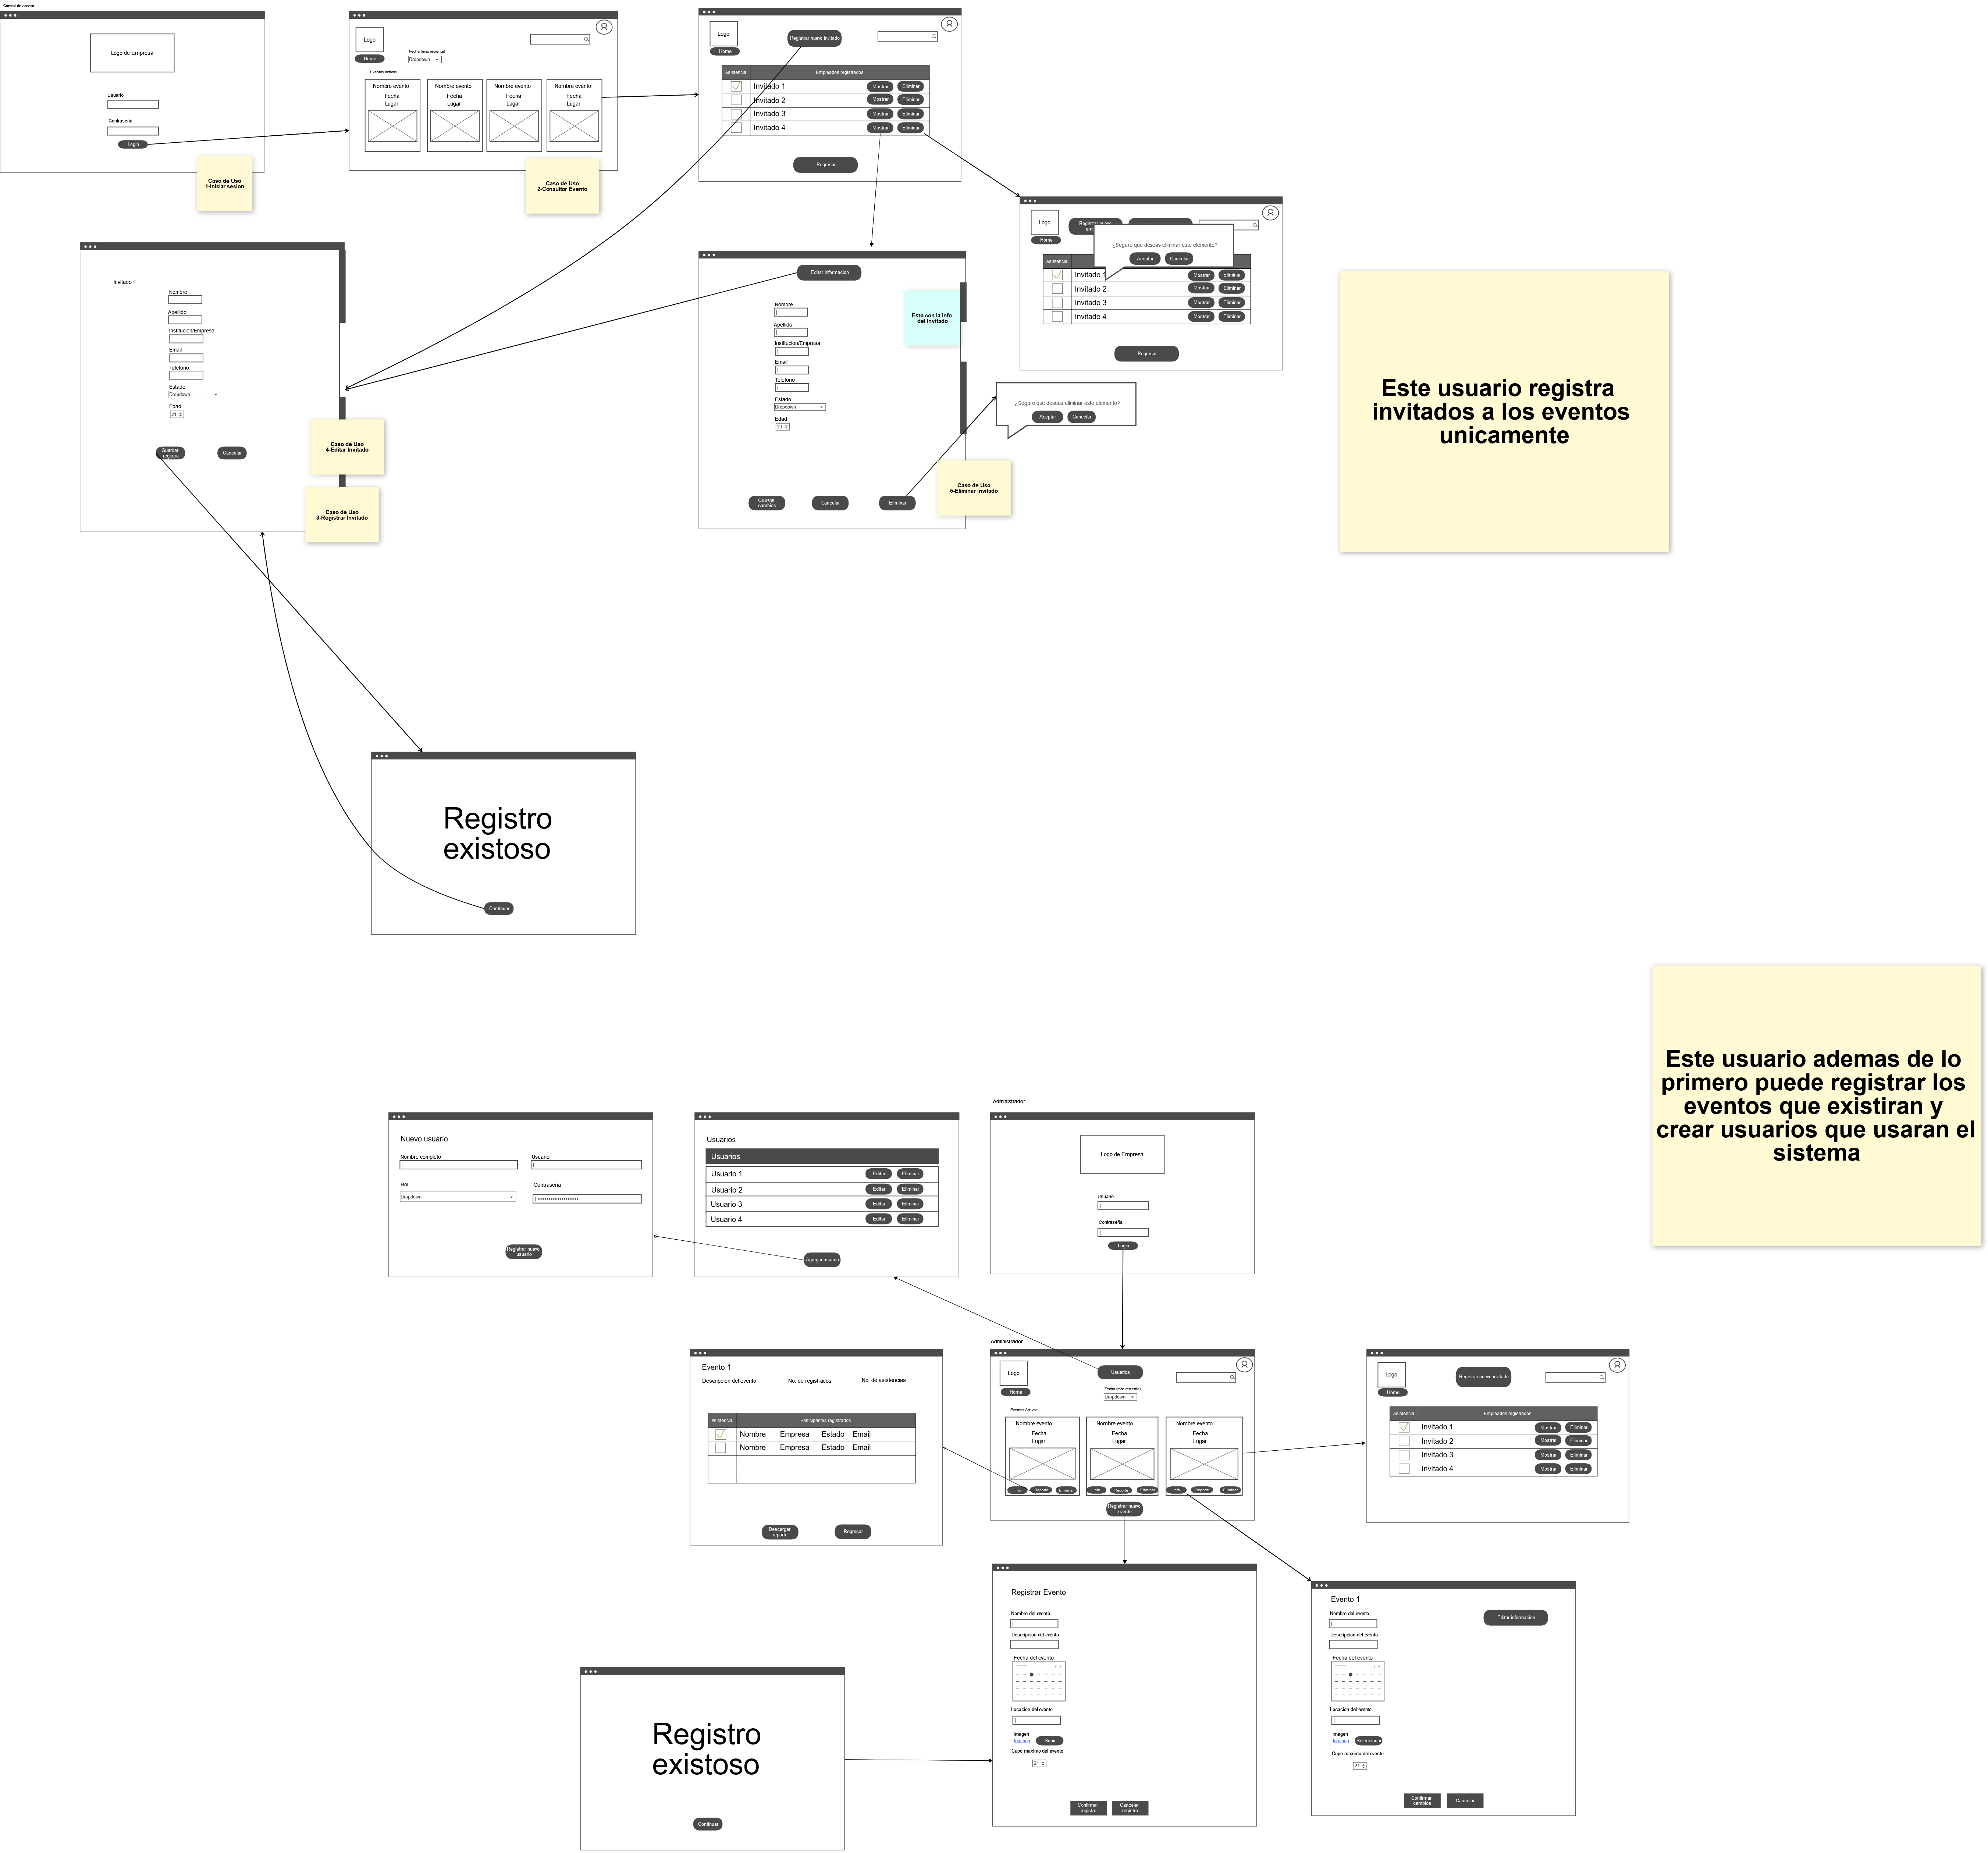 Control de acceso
Logo de Empresa
Usuario
Contraseña
Login
Caso de Uso
1-Inisiar sesion
Logo
Home
Fecha (más reciente)
Dropdown
Eventos Activos
Nombre evento
Fecha
Lugar
Nombre evento
Fecha
Lugar
Nombre evento
Fecha
Lugar
Nombre evento
Fecha
Lugar
Caso de Uso
2-Consultar Evento
Logo
Home
Registrar nuevo Invitado
Asistencia
Empleados registrados
Invitado 1
Mostrar
Eliminar
Invitado 2
Mostrar
Eliminar
Invitado 3
Mostrar
Eliminar
Invitado 4
Mostrar
Eliminar
Regresar
Logo
Home
Registrar nuevo
¿Seguro que deseas eliminar este elemento?
Aceptar
Cancelar
Asistencia
Invitado 1
Mostrar
Eliminar
Invitado 2
Mostrar
Eliminar
Invitado 3
Mostrar
Eliminar
Invitado 4
Mostrar
Eliminar
Regresar
Invitado 1
Nombre
Apellido
Institucion/Empresa
Email
Telefono
Estado
Dropdown
Edad
21
Guardar
registro
Cancelar
Caso de Uso
4-Editar Invitado
Caso de Uso
3-Registrar Invitado
Editar informacion
Nombre
Apellido
Institucion/Empresa
Email
Telefono
Estado
Dropdown
Edad
21
Esto con la info
del Invitado
Guardar
cambios
Cencelar
Eliminar
¿Seguro que deseas eliminar este elemento?
Aceptar
Cancelar
Caso de Uso
5-Eliminar Invitado
Este usuario registra
invitados a los eventos
unicamente
Registro
existoso
Continuar
Este usuario ademas de lo
primero puede registrar los
eventos que existiran y
crear usuarios que usaran el
sistema
Nuevo usuario
Nombre completo
Usuario
Rol
Dropdown
Contraseña
Registrar nuevo
usuario
Usuarios
Usuarios
Usuario 1
Editar
Eliminar
Usuario 2
Editar
Eliminar
Usuario 3
Editar
Eliminar
Usuario 4
Editar
Eliminar
Agregar usuario
Administrador
Logo de Empresa
Usuario
Contraseña
Login
Evento 1
Descripcion del evento
No. de registrados
No. de asistencias
Asistencia
Participantes registrados
Nombre
Empresa
Estado
Email
Nombre
Empresa
Estado
Email
Descargar
reporte
Regresar
Administrador
Logo
Home
Usuarios
Fecha (más reciente)
Dropdown
Eventos Activos
Nombre evento
Fecha
Lugar
Info
Reporte
Eliminar
Nombre evento
Fecha
Lugar
Info
Reporte
Eliminar
Nombre evento
Fecha
Lugar
Info
Reporte
Eliminar
Registrar nuevo
evento
Logo
Home
Registrar nuevo Invitado
Asistencia
Empleados registrados
Invitado 1
Mostrar
Eliminar
Invitado 2
Mostrar
Eliminar
Invitado 3
Mostrar
Eliminar
Invitado 4
Mostrar
Eliminar
Registrar Evento
Nombre del evento
Descripcion del evento
Fecha del evento
Locacion del evento
Imagen
foto.png
Subir
Cupo maximo del evento
21
Confirmar
registro
Cancelar
registro
Evento 1
Editar informacion
Nombre del evento
Descripcion del evento
Fecha del evento
Locacion del evento
Imagen
foto.png
Seleccionar
Cupo maximo del evento
21
Confirmar
cambios
Cancelar
Registro
existoso
Continuar